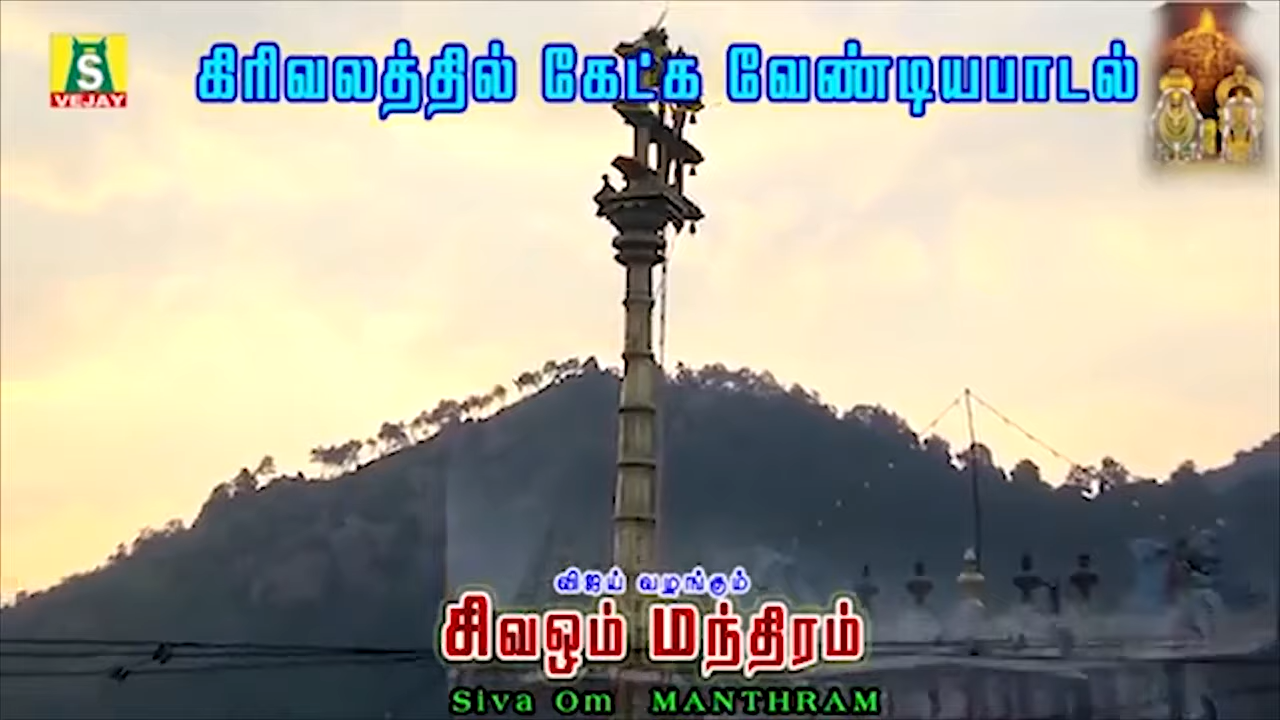 S
VEJAY
கிரிவலத்தில் கேட்க வேண்டியபாடல்
விஜய் வழங்கும்
சிவஓம் மந்திரம்
Siva Om MANTHRAM